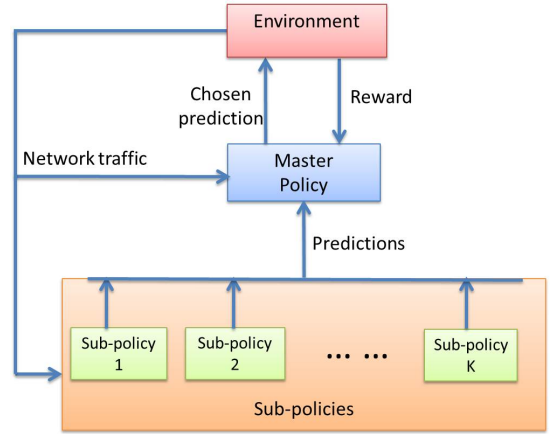 Environment
Chosen
prediction
Reward
Network traffic
Master
Policy
Predictions
Sub-policy
1
Sub-policy
2
... ...
Sub-policy
K
Sub-policies